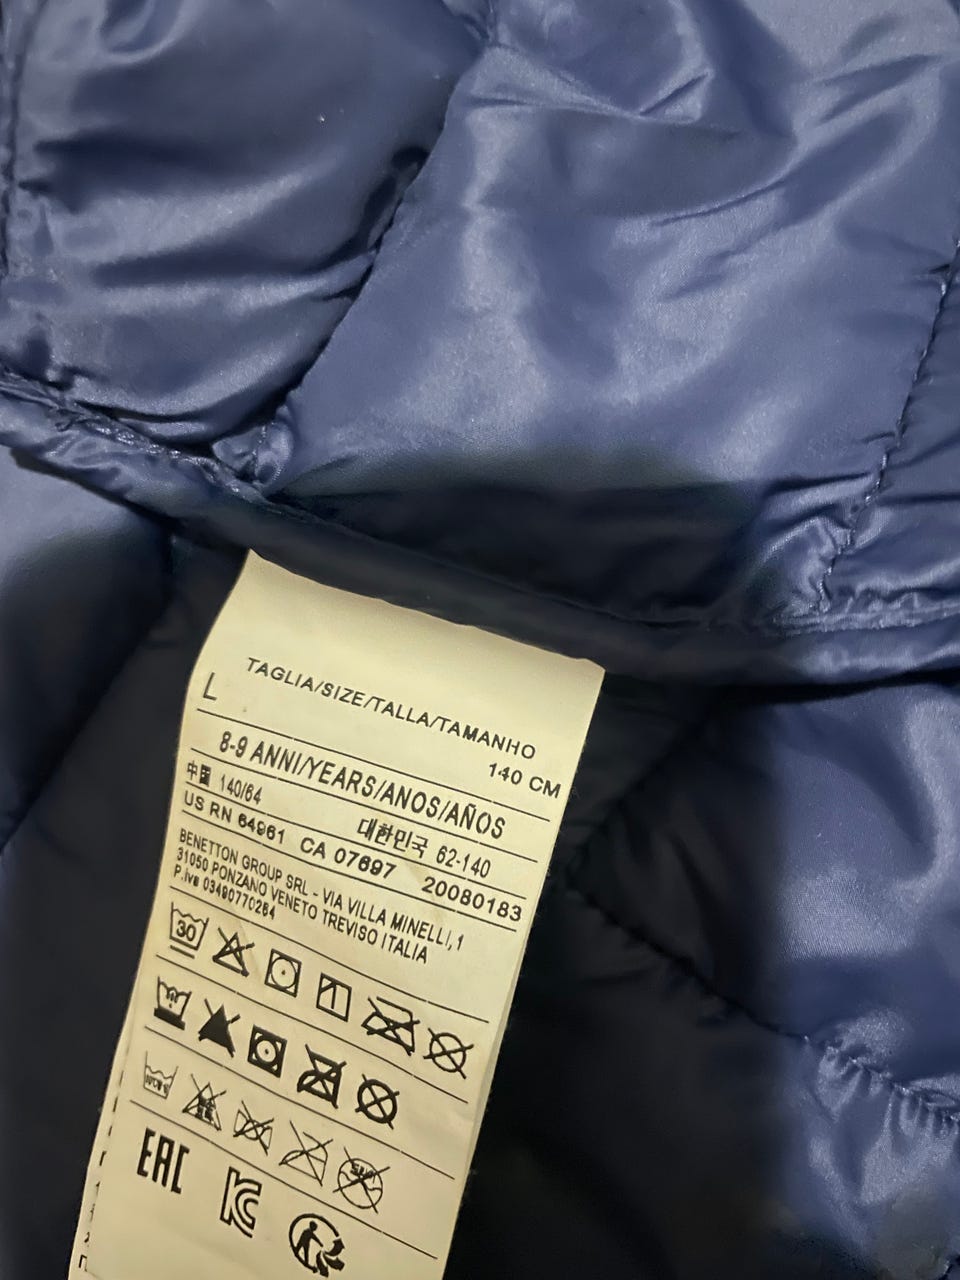 TAGLIA/SIZE/TALLA/TAMANHO
L 140 CM
8-9 ANNI/YEARS/ANOS/AÑOS
中国 140/64 대한민국 62-140
US RN 64961 CA 07697 20080183
BENETTON GROUP SRL - VIA VILLA MINELLI,1
31050 PONZANO VENETO TREVISO ITALIA
P.iva 03490770264
30
EAC
KC